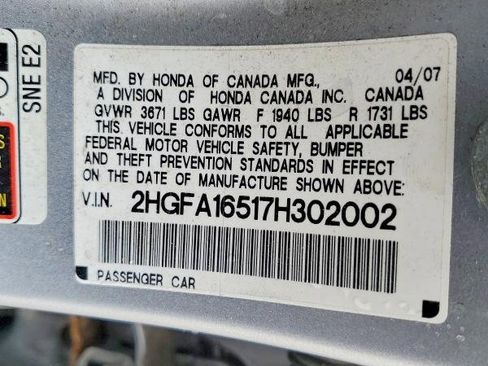 SNE E2
MFD. BY HONDA OF CANADA MFG., 04/07
A DIVISION OF HONDA CANADA INC. CANADA
GVWR 3671 LBS GAWR F 1940 LBS R 1731 LBS
THIS VEHICLE CONFORMS TO ALL APPLICABLE
FEDERAL MOTOR VEHICLE SAFETY, BUMPER
AND THEFT PREVENTION STANDARDS IN EFFECT
ON THE DATE OF MANUFACTURE SHOWN ABOVE:
V.I.N. 2HGFA16517H302002
PASSENGER CAR